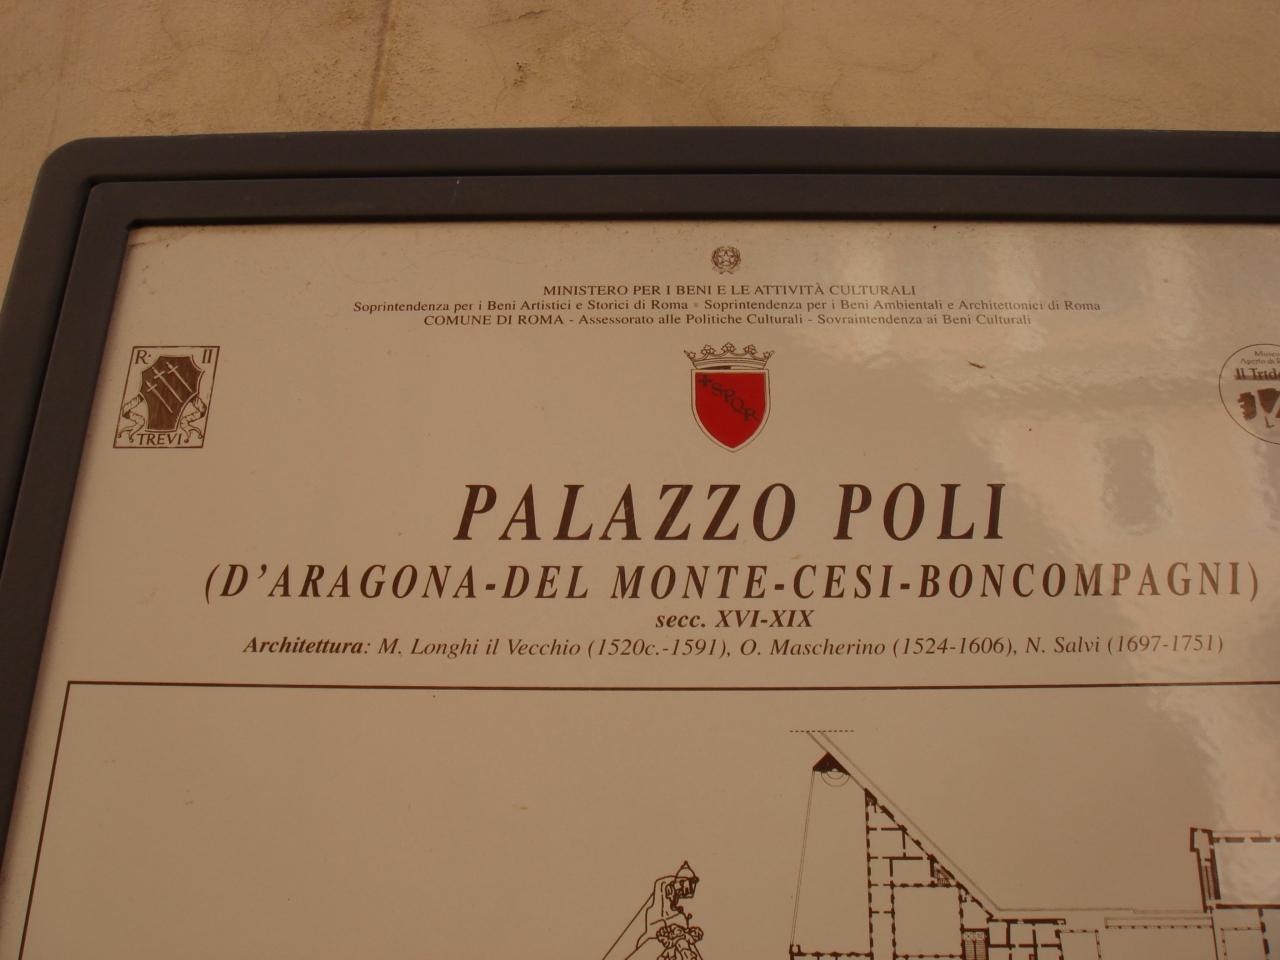 MINISTERO PER I BENI E LE ATTIVITÀ CULTURALI
Soprintendenza per i Beni Artistici e Storici di Roma - Soprintendenza per i Beni Ambientali e Architettonici di Roma
COMUNE DI ROMA - Assessorato alle Politiche Culturali - Sovraintendenza ai Beni Culturali
R. II
TREVI
SPQR
Il
PALAZZO POLI
(D'ARAGONA-DEL MONTE-CESI-BONCOMPAGNI)
secc. XVI-XIX
Architettura: M. Longhi il Vecchio (1520c.-1591), O. Mascherino (1524-1606), N. Salvi (1697-1751)